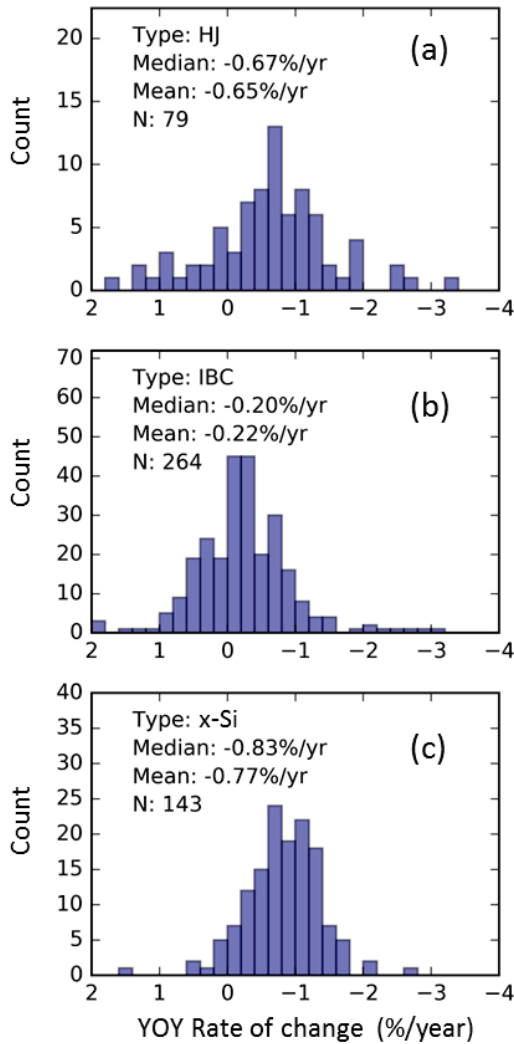 20
15
10
5
0
Count
Type: HJ
Median: -0.67%/yr
Mean: -0.65%/yr
N: 79
(a)
2 1 0 −1 −2 −3 −4
70
60
50
40
30
20
10
0
Count
Type: IBC
Median: -0.20%/yr
Mean: -0.22%/yr
N: 264
(b)
2 1 0 −1 −2 −3 −4
40
35
30
25
20
15
10
5
0
Count
Type: x-Si
Median: -0.83%/yr
Mean: -0.77%/yr
N: 143
(c)
2 1 0 −1 −2 −3 −4
YOY Rate of change (%/year)